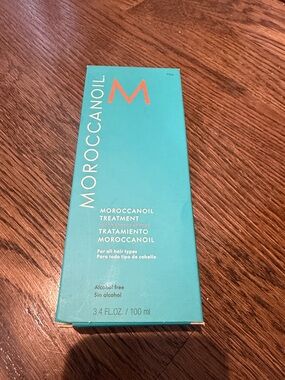 MOROCCANOIL
M
MOROCCANOIL
TREATMENT
TRATAMIENTO
MOROCCANOIL
For all hair types
Para todo tipo de cabello
Alcohol free
Sin alcohol
3.4 FL.OZ. / 100 ml